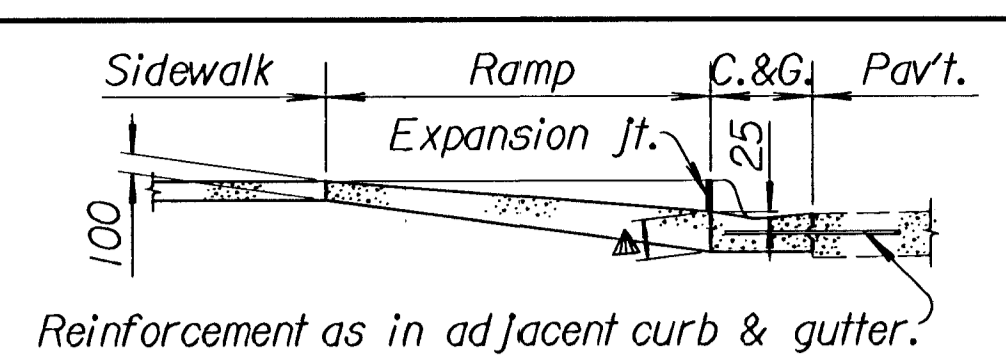 Sidewalk Ramp C.&G. Pav't.
Expansion jt.
25
100
Reinforcement as in adjacent curb & gutter.